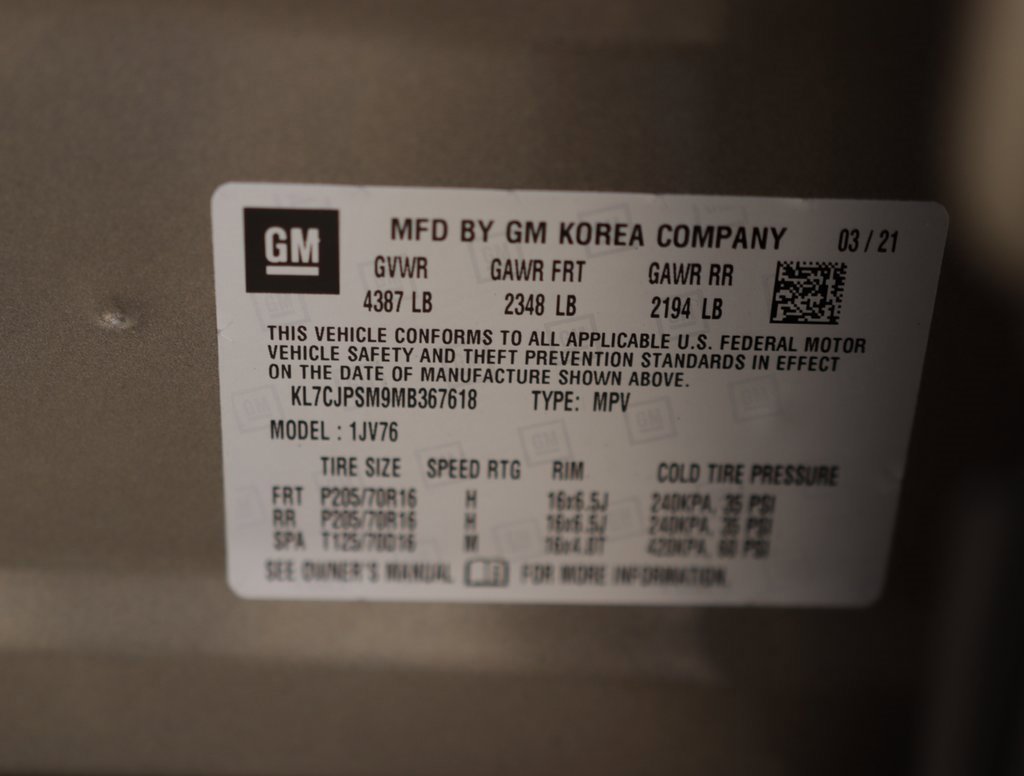 GM MFD BY GM KOREA COMPANY 03 / 21
GVWR GAWR FRT GAWR RR
4387 LB 2348 LB 2194 LB
THIS VEHICLE CONFORMS TO ALL APPLICABLE U.S. FEDERAL MOTOR
VEHICLE SAFETY AND THEFT PREVENTION STANDARDS IN EFFECT
ON THE DATE OF MANUFACTURE SHOWN ABOVE.
KL7CJPSM9MB367618 TYPE: MPV
MODEL : 1JV76
TIRE SIZE SPEED RTG RIM COLD TIRE PRESSURE
FRT P205/70R16 H 16x6.5J 240KPA, 35 PSI
RR P205/70R16 H 16x6.5J 240KPA, 35 PSI
SPA T125/70D16 M 16x4.0T 420KPA, 60 PSI
SEE OWNER'S MANUAL FOR MORE INFORMATION.